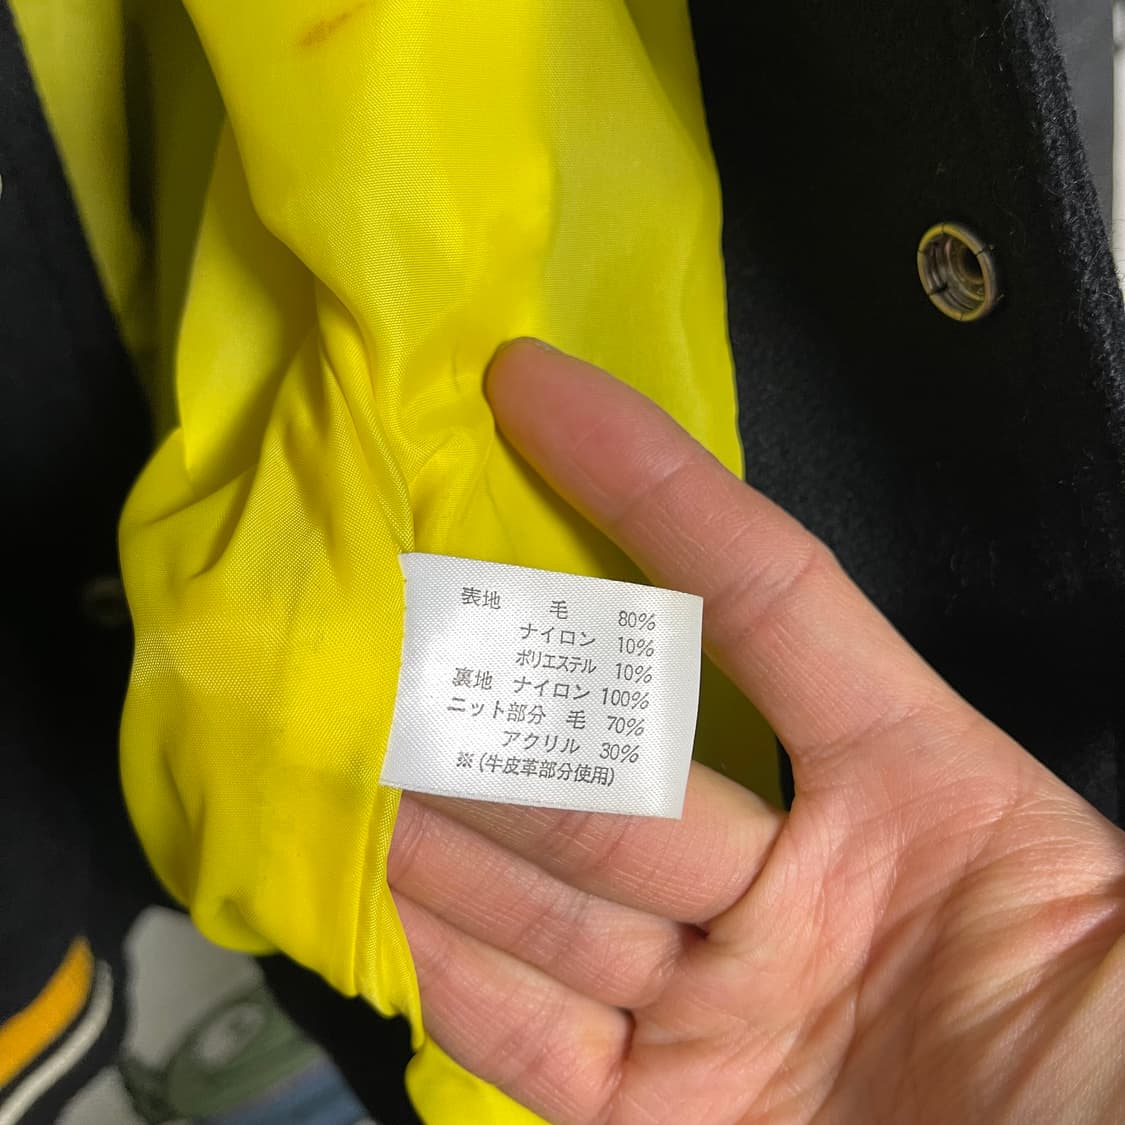 表地 毛 80%
ナイロン 10%
ポリエステル 10%
裏地 ナイロン 100%
ニット部分 毛 70%
アクリル 30%
※(牛皮革部分使用)